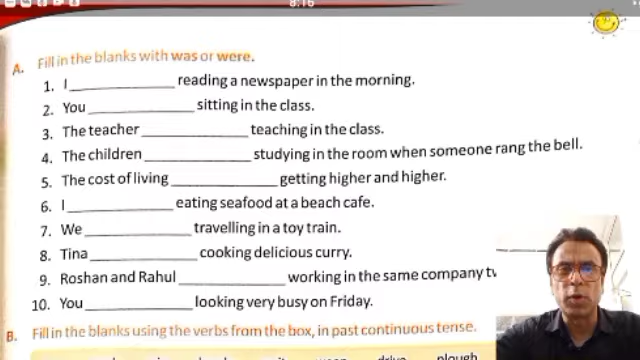 8:16
A. Fill in the blanks with was or were.
1. I ____________ reading a newspaper in the morning.
2. You ____________ sitting in the class.
3. The teacher ____________ teaching in the class.
4. The children ____________ studying in the room when someone rang the bell.
5. The cost of living ____________ getting higher and higher.
6. I ____________ eating seafood at a beach cafe.
7. We ____________ travelling in a toy train.
8. Tina ____________ cooking delicious curry.
9. Roshan and Rahul ____________ working in the same company
10. You ____________ looking very busy on Friday.
B. Fill in the blanks using the verbs from the box, in past continuous tense.
drive plough